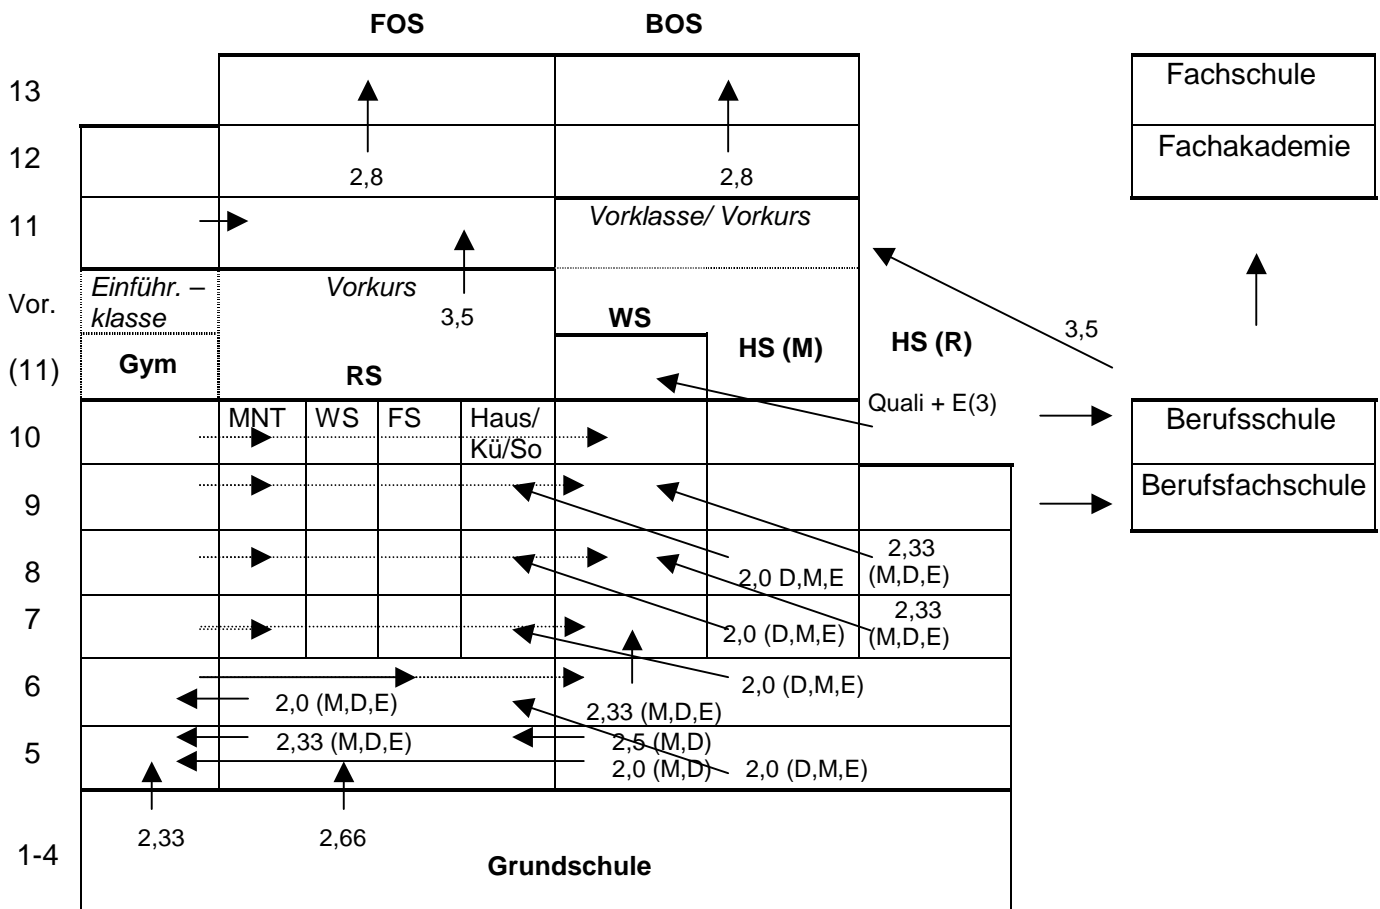 FOS BOS
13 Fachschule
12 Fachakademie
2,8 2,8
11 Vorklasse/ Vorkurs
Vor. Einführ. – Vorkurs
klasse 3,5 WS 3,5
(11) Gym RS HS (M) HS (R)
Quali + E(3)
10 MNT WS FS Haus/ Berufsschule
Kü/So
9 Berufsfachschule
8 2,0 D,M,E 2,33
(M,D,E)
7 2,0 (D,M,E) 2,33
(M,D,E)
6 2,0 (D,M,E)
2,0 (M,D,E) 2,33 (M,D,E)
5 2,33 (M,D,E) 2,5 (M,D)
2,0 (M,D) 2,0 (D,M,E)
2,33 2,66
1-4 Grundschule